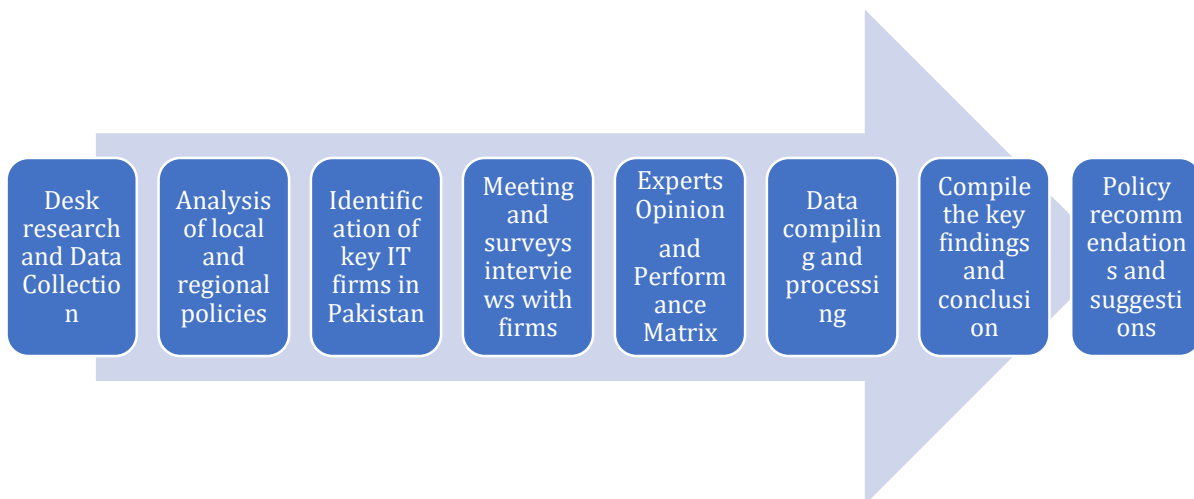 Desk
research
and Data
Collectio
n
Analysis
of local
and
regional
policies
Identific
ation of
key IT
firms in
Pakistan
Meeting
and
surveys
intervie
ws with
firms
Experts
Opinion
and
Perform
ance
Matrix
Data
compilin
g and
processi
ng
Compile
the key
findings
and
conclusi
on
Policy
recomm
endation
s and
suggesti
ons